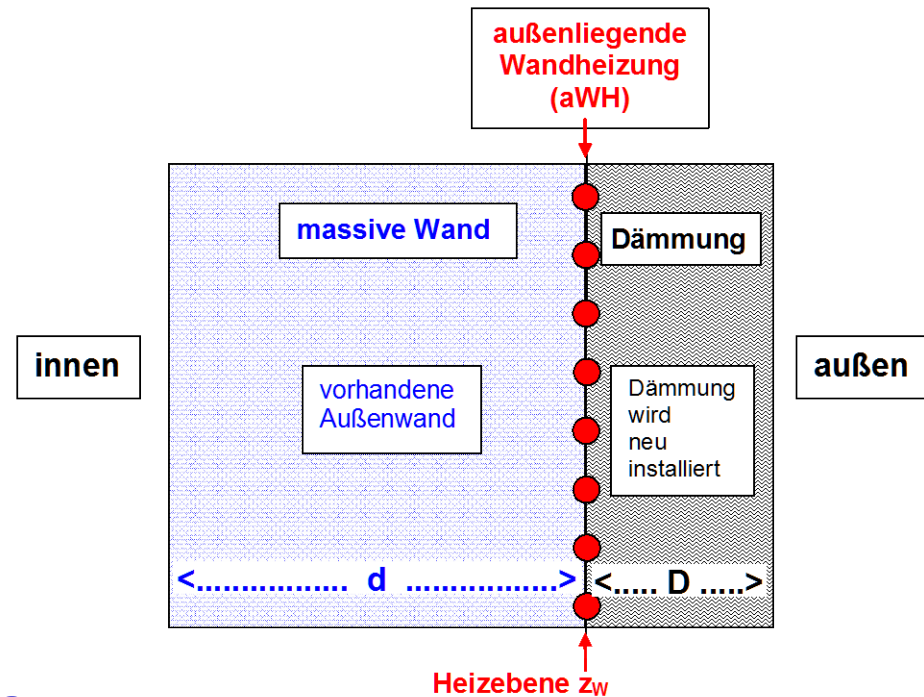 außenliegende
Wandheizung
(aWH)
massive Wand
Dämmung
innen
vorhandene
Außenwand
Dämmung
wird
neu
installiert
außen
<................ d ................>
<..... D .....>
Heizebene zW